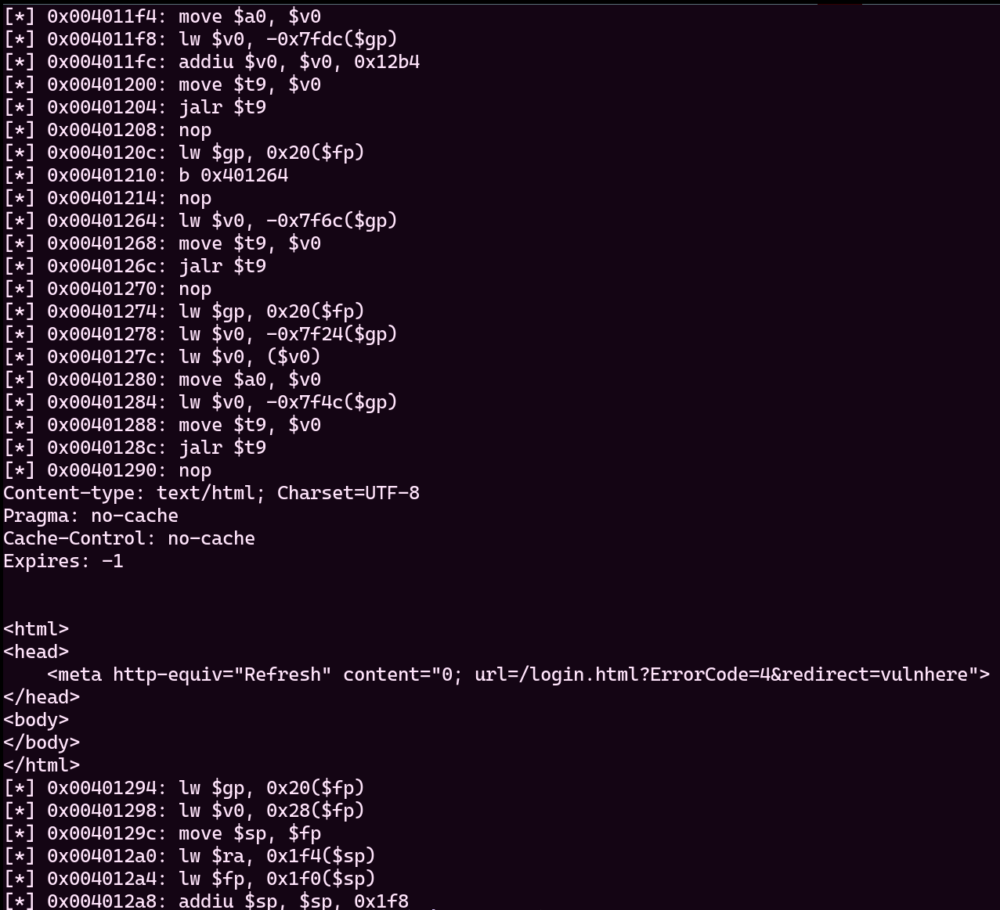 [*] 0x004011f4: move $a0, $v0
[*] 0x004011f8: lw $v0, -0x7fdc($gp)
[*] 0x004011fc: addiu $v0, $v0, 0x12b4
[*] 0x00401200: move $t9, $v0
[*] 0x00401204: jalr $t9
[*] 0x00401208: nop
[*] 0x0040120c: lw $gp, 0x20($fp)
[*] 0x00401210: b 0x401264
[*] 0x00401214: nop
[*] 0x00401264: lw $v0, -0x7f6c($gp)
[*] 0x00401268: move $t9, $v0
[*] 0x0040126c: jalr $t9
[*] 0x00401270: nop
[*] 0x00401274: lw $gp, 0x20($fp)
[*] 0x00401278: lw $v0, -0x7f24($gp)
[*] 0x0040127c: lw $v0, ($v0)
[*] 0x00401280: move $a0, $v0
[*] 0x00401284: lw $v0, -0x7f4c($gp)
[*] 0x00401288: move $t9, $v0
[*] 0x0040128c: jalr $t9
[*] 0x00401290: nop
Content-type: text/html; Charset=UTF-8
Pragma: no-cache
Cache-Control: no-cache
Expires: -1
<html>
<head>
    <meta http-equiv="Refresh" content="0; url=/login.html?ErrorCode=4&redirect=vulnhere">
</head>
<body>
</body>
</html>
[*] 0x00401294: lw $gp, 0x20($fp)
[*] 0x00401298: lw $v0, 0x28($fp)
[*] 0x0040129c: move $sp, $fp
[*] 0x004012a0: lw $ra, 0x1f4($sp)
[*] 0x004012a4: lw $fp, 0x1f0($sp)
[*] 0x004012a8: addiu $sp, $sp, 0x1f8